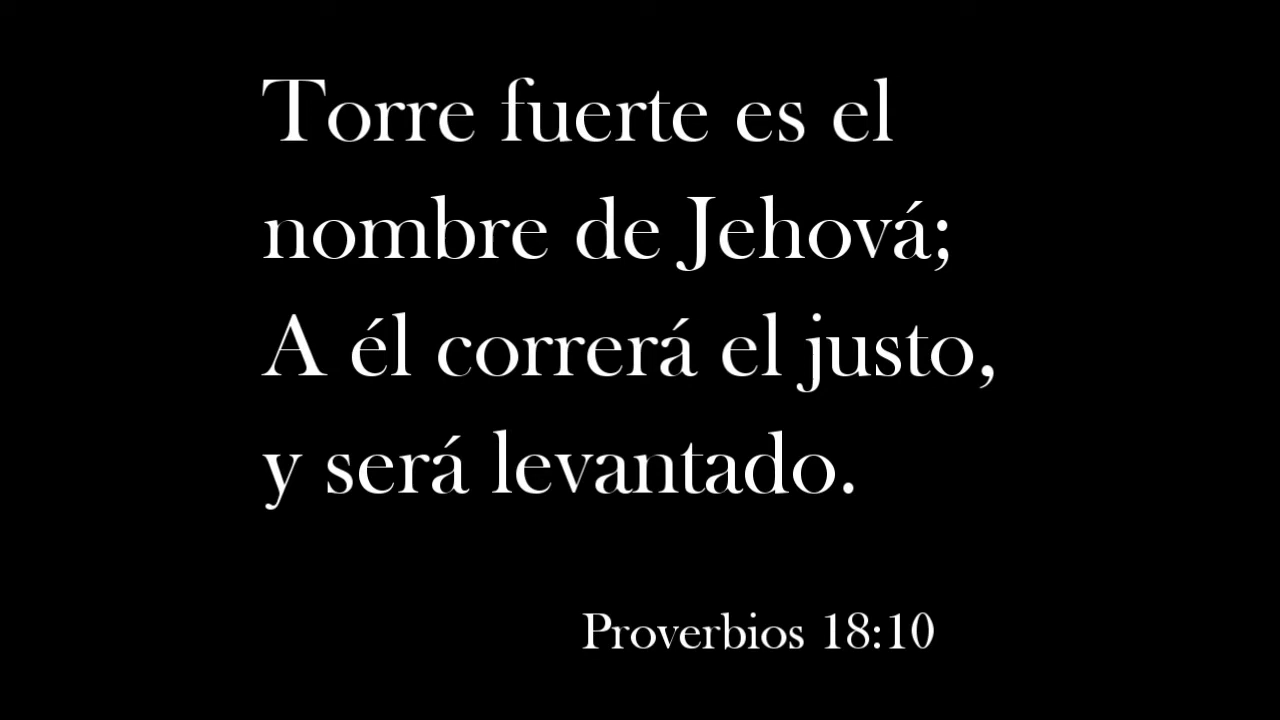 Torre fuerte es el
nombre de Jehová;
A él correrá el justo,
y será levantado.
Proverbios 18:10